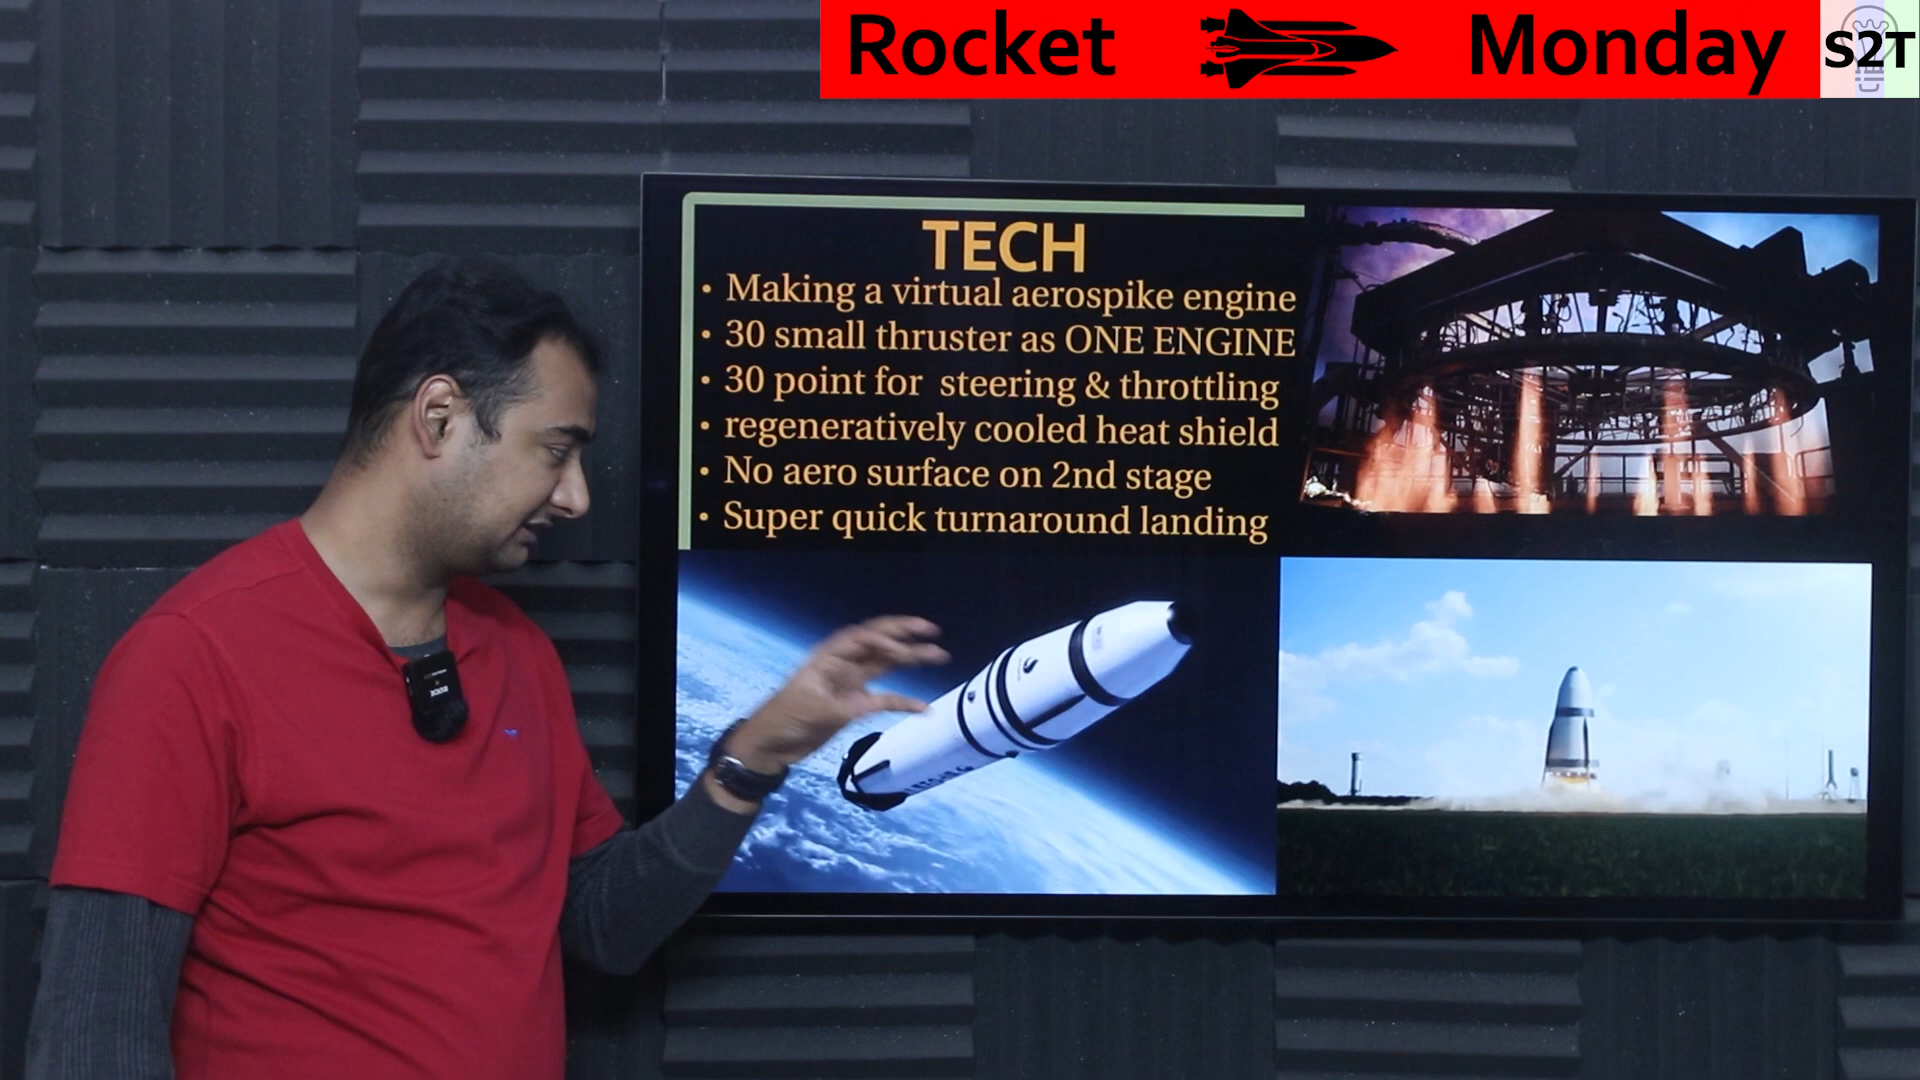 Rocket Monday S2T
TECH
• Making a virtual aerospike engine
• 30 small thruster as ONE ENGINE
• 30 point for steering & throttling
• regeneratively cooled heat shield
• No aero surface on 2nd stage
• Super quick turnaround landing
RODE